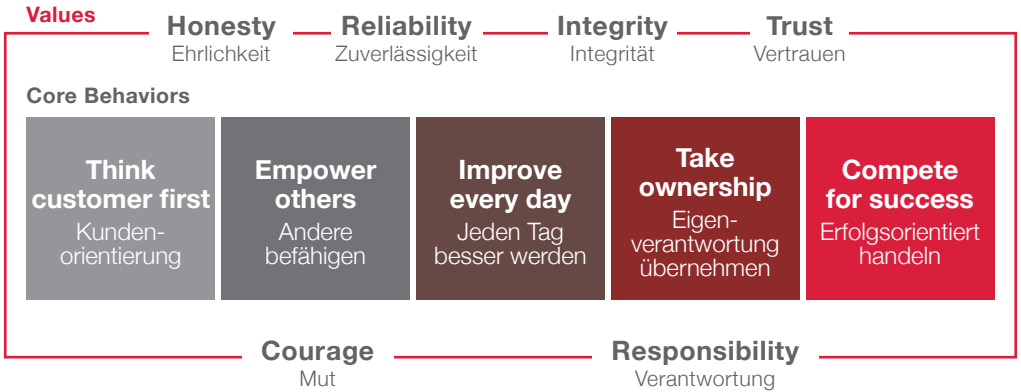 Values
Honesty
Ehrlichkeit
Reliability
Zuverlässigkeit
Integrity
Integrität
Trust
Vertrauen
Core Behaviors
Think
customer first
Kunden-
orientierung
Empower
others
Andere
befähigen
Improve
every day
Jeden Tag
besser werden
Take
ownership
Eigen-
verantwortung
übernehmen
Compete
for success
Erfolgsorientiert
handeln
Courage
Mut
Responsibility
Verantwortung